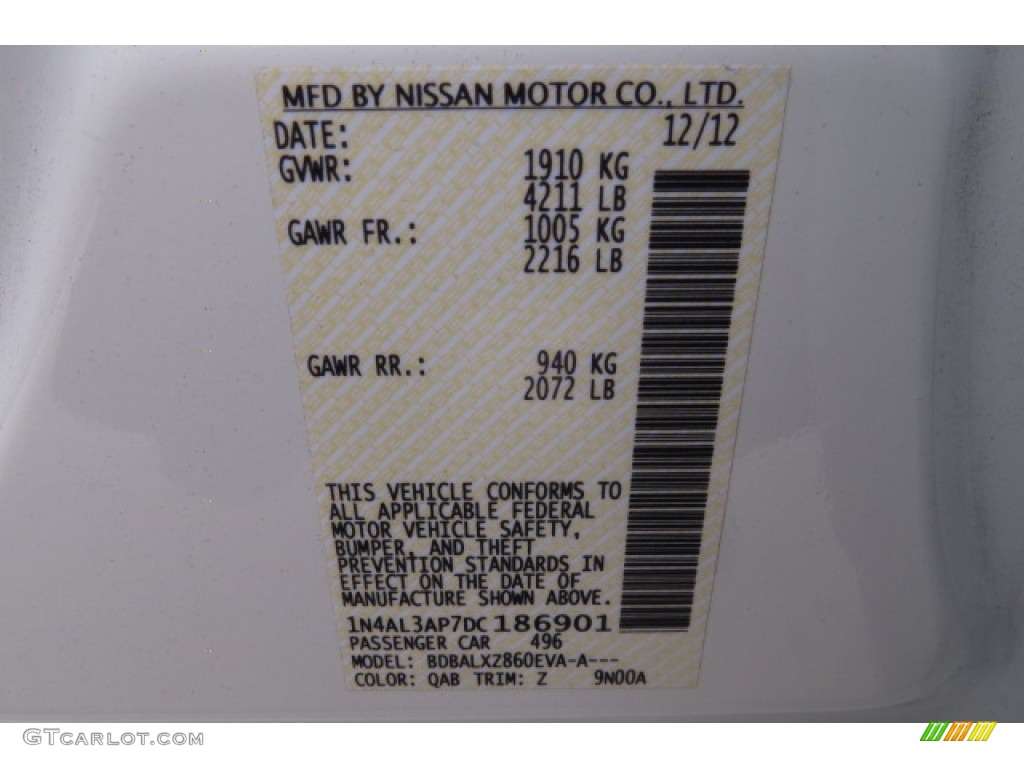 MFD BY NISSAN MOTOR CO., LTD.
DATE: 12/12
GVWR: 1910 KG
4211 LB
GAWR FR.: 1005 KG
2216 LB
GAWR RR.: 940 KG
2072 LB
THIS VEHICLE CONFORMS TO
ALL APPLICABLE FEDERAL
MOTOR VEHICLE SAFETY,
BUMPER, AND THEFT
PREVENTION STANDARDS IN
EFFECT ON THE DATE OF
MANUFACTURE SHOWN ABOVE.
1N4AL3AP7DC186901
PASSENGER CAR 496
MODEL: BDBALXZ860EVA-A---
COLOR: QAB TRIM: Z 9N00A
GTCarLot.com